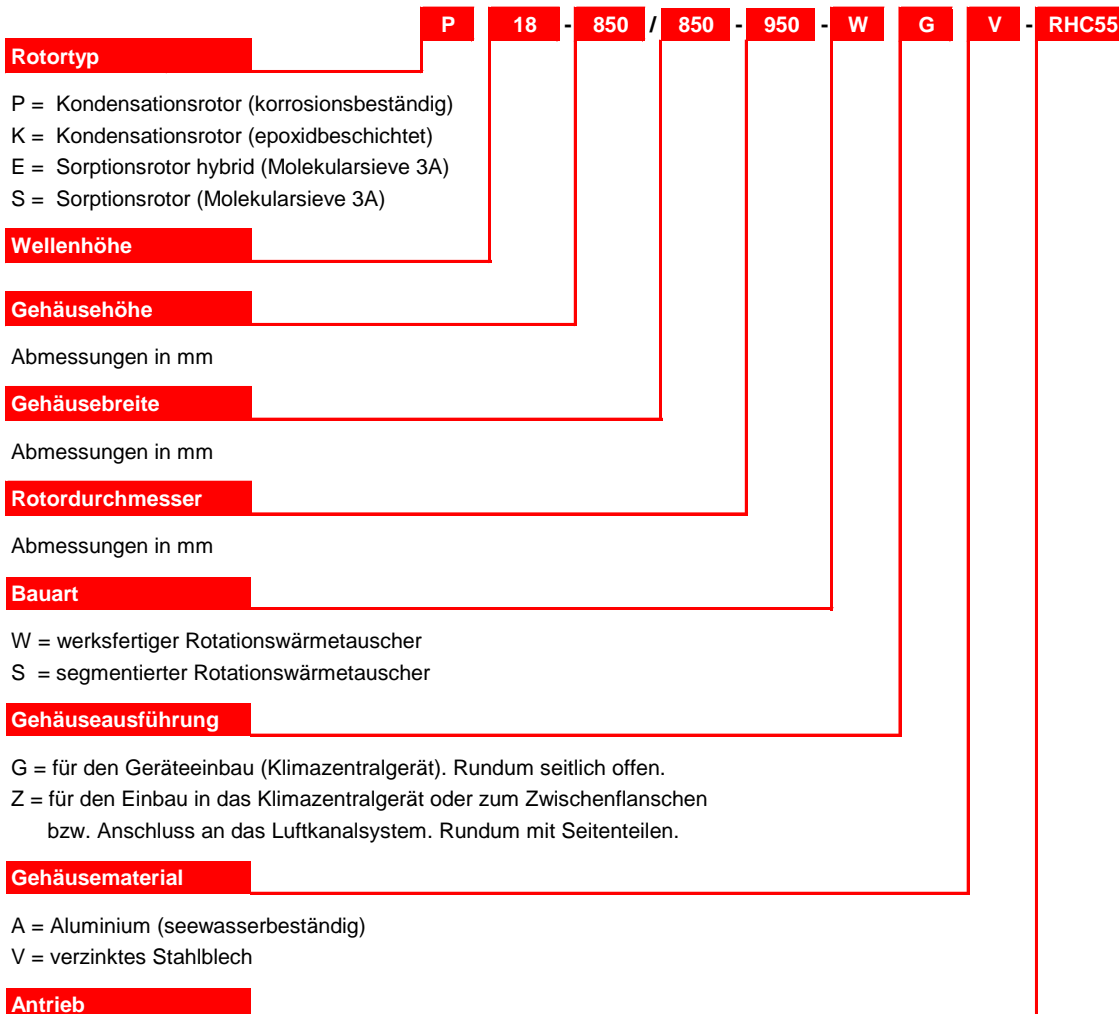 P 18 - 850 / 850 - 950 - W G V - RHC55
Rotortyp
P = Kondensationsrotor (korrosionsbeständig)
K = Kondensationsrotor (epoxidbeschichtet)
E = Sorptionsrotor hybrid (Molekularsieve 3A)
S = Sorptionsrotor (Molekularsieve 3A)
Wellenhöhe
Gehäusehöhe
Abmessungen in mm
Gehäusebreite
Abmessungen in mm
Rotordurchmesser
Abmessungen in mm
Bauart
W = werksfertiger Rotationswärmetauscher
S = segmentierter Rotationswärmetauscher
Gehäuseausführung
G = für den Geräteeinbau (Klimazentralgerät). Rundum seitlich offen.
Z = für den Einbau in das Klimazentralgerät oder zum Zwischenflanschen
bzw. Anschluss an das Luftkanalsystem. Rundum mit Seitenteilen.
Gehäusematerial
A = Aluminium (seewasserbeständig)
V = verzinktes Stahlblech
Antrieb